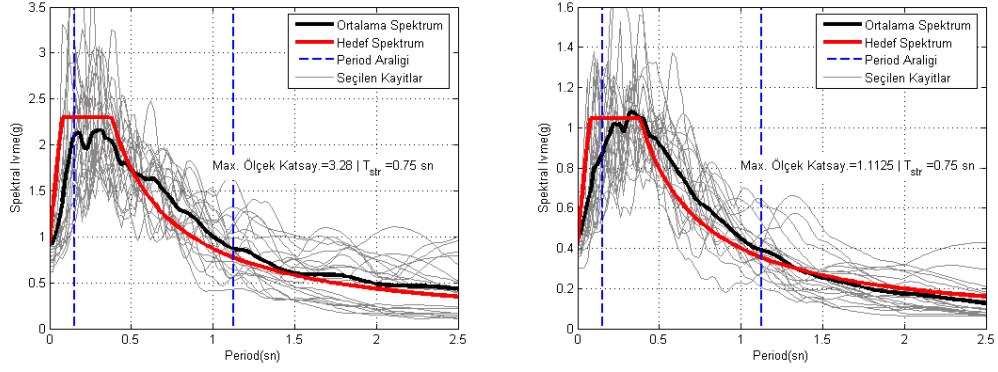 3.5
3
2.5
2
1.5
1
0.5
0
Spektral Ivme(g)
Ortalama Spektrum
Hedef Spektrum
Period Araligi
Seçilen Kayitlar
Max. Ölçek Katsay.=3.28 | Tstr =0.75 sn
0 0.5 1 1.5 2 2.5
Period(sn)
1.6
1.4
1.2
1
0.8
0.6
0.4
0.2
0
Spektral Ivme(g)
Ortalama Spektrum
Hedef Spektrum
Period Araligi
Seçilen Kayitlar
Max. Ölçek Katsay.=1.1125 | Tstr =0.75 sn
0 0.5 1 1.5 2 2.5
Period(sn)